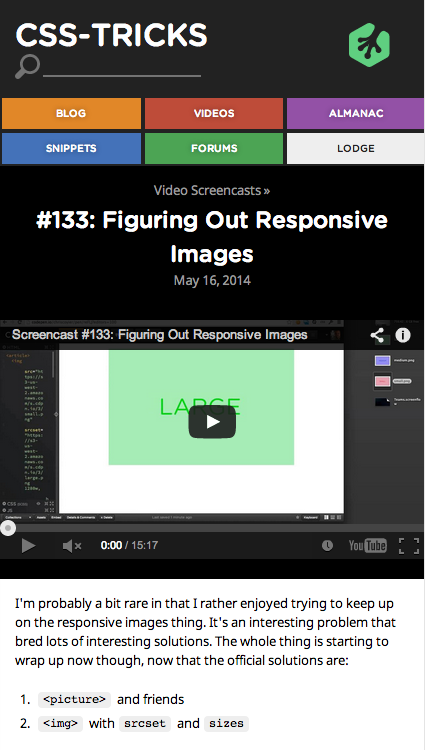 CSS-TRICKS
BLOG
VIDEOS
ALMANAC
SNIPPETS
FORUMS
LODGE
Video Screencasts »
#133: Figuring Out Responsive
Images
May 16, 2014
Screencast #133: Figuring Out Responsive Images
LARGE
0:00 / 15:17
YouTube
I'm probably a bit rare in that I rather enjoyed trying to keep up
on the responsive images thing. It's an interesting problem that
bred lots of interesting solutions. The whole thing is starting to
wrap up now though, now that the official solutions are:
1. <picture> and friends
2. <img> with srcset and sizes